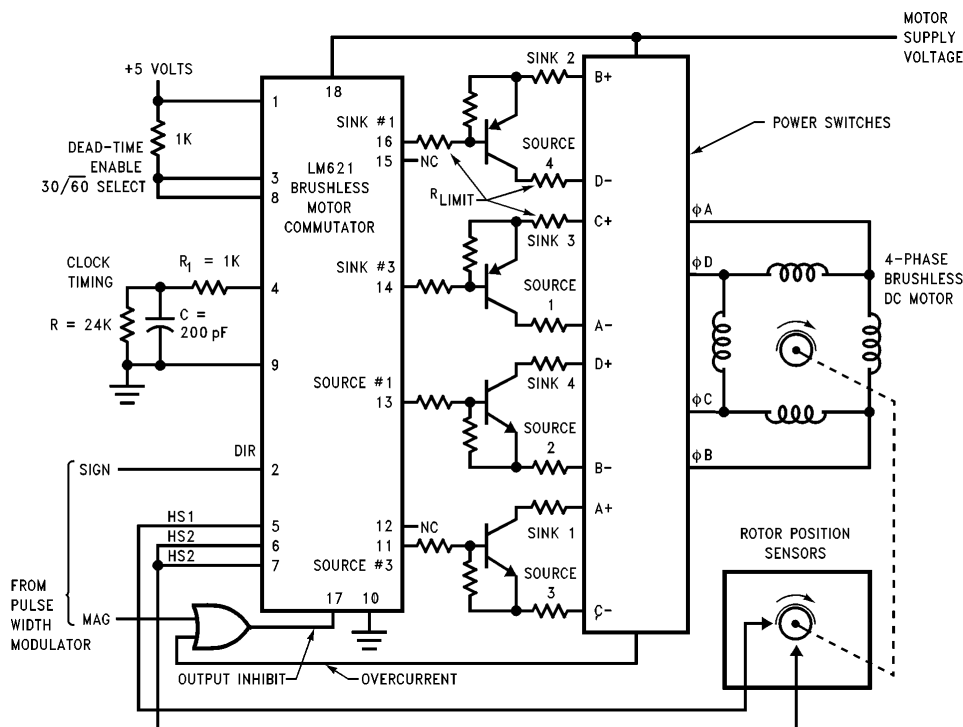 MOTOR
SUPPLY
VOLTAGE
+5 VOLTS
1K
DEAD-TIME
ENABLE
30/60 SELECT
CLOCK
TIMING
R1 = 1K
R = 24K
C =
200 pF
SIGN
HS1
HS2
HS2
FROM
PULSE
WIDTH
MODULATOR
MAG
OUTPUT INHIBIT
OVERCURRENT
18
1
3
8
4
9
DIR
2
5
6
7
17
10
LM621
BRUSHLESS
MOTOR
COMMUTATOR
SINK #1
16
15
NC
SINK #3
14
SOURCE #1
13
12
NC
11
SOURCE #3
RLIMIT
SINK 2
B+
SOURCE
4
D-
C+
SINK 3
SOURCE
1
A-
D+
SINK 4
SOURCE
2
B-
A+
SINK 1
SOURCE
3
C-
POWER SWITCHES
ϕA
ϕD
ϕC
ϕB
4-PHASE
BRUSHLESS
DC MOTOR
ROTOR POSITION
SENSORS